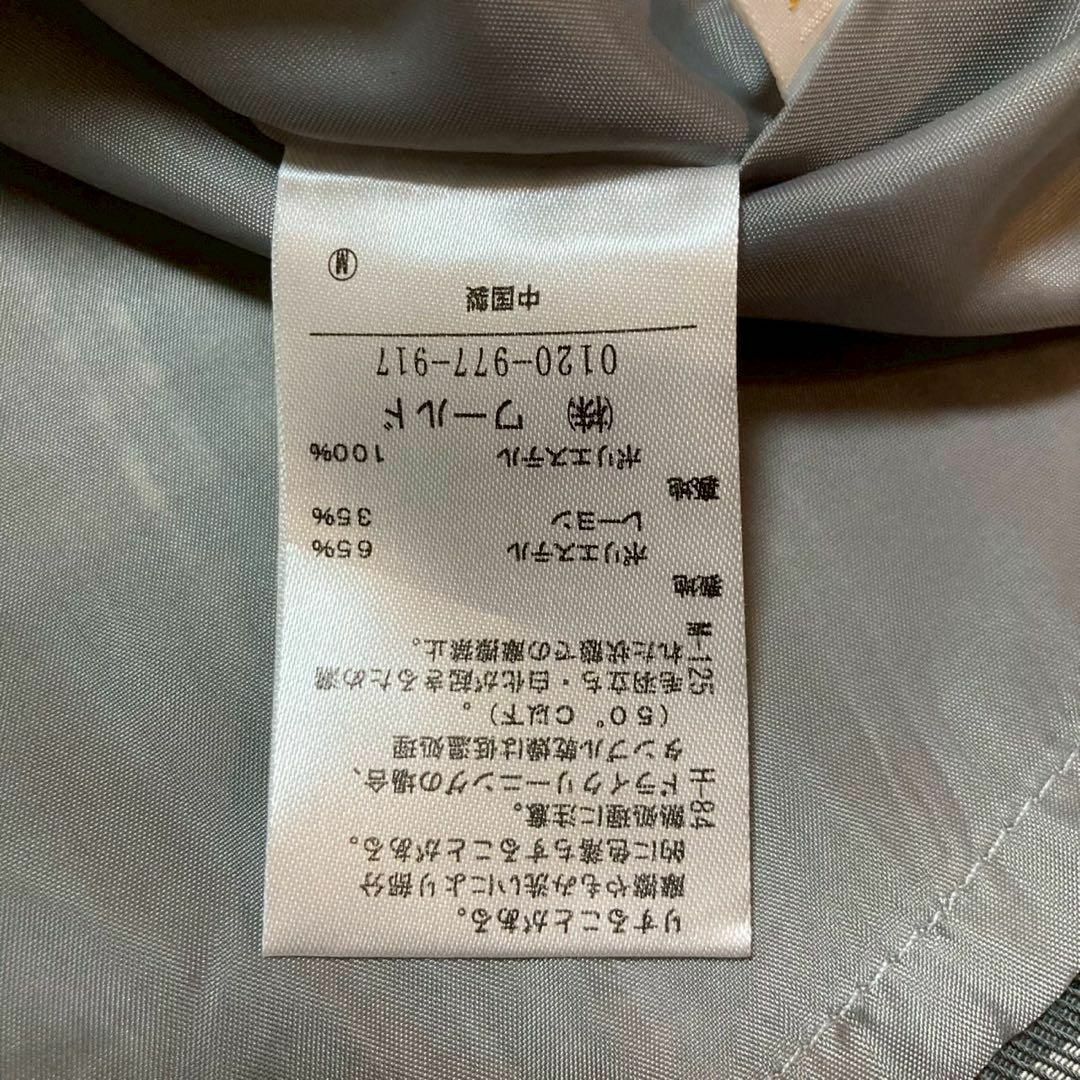 りすることがある。
摩擦やもみ洗いにより部分
的に色落ちすることがある。
84 熱処理に注意。
ドライクリーニングの場合、
タンブル乾燥は低温処理
(50°C以下)。
-125 毛羽立ち・白化が起きるため濡
れた状態での摩擦禁止。
表地
ポリエステル 65%
レーヨン 35%
裏地
ポリエステル 100%
㈱ ワールド
0120-977-917
中国製
Ⓜ